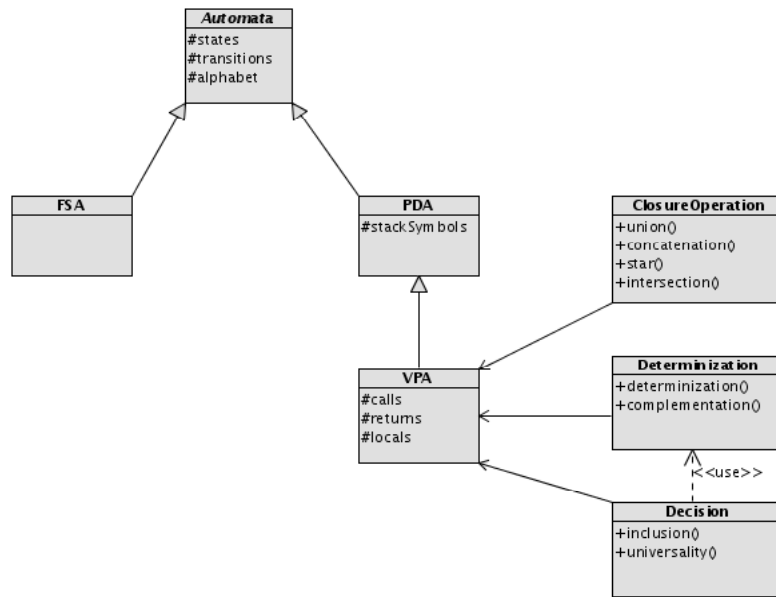 Automata
#states
#transitions
#alphabet
FSA
PDA
#stackSymbols
ClosureOperation
+union()
+concatenation()
+star()
+intersection()
VPA
#calls
#returns
#locals
Determinization
+determinization()
+complementation()
<<use>>
Decision
+inclusion()
+universality()